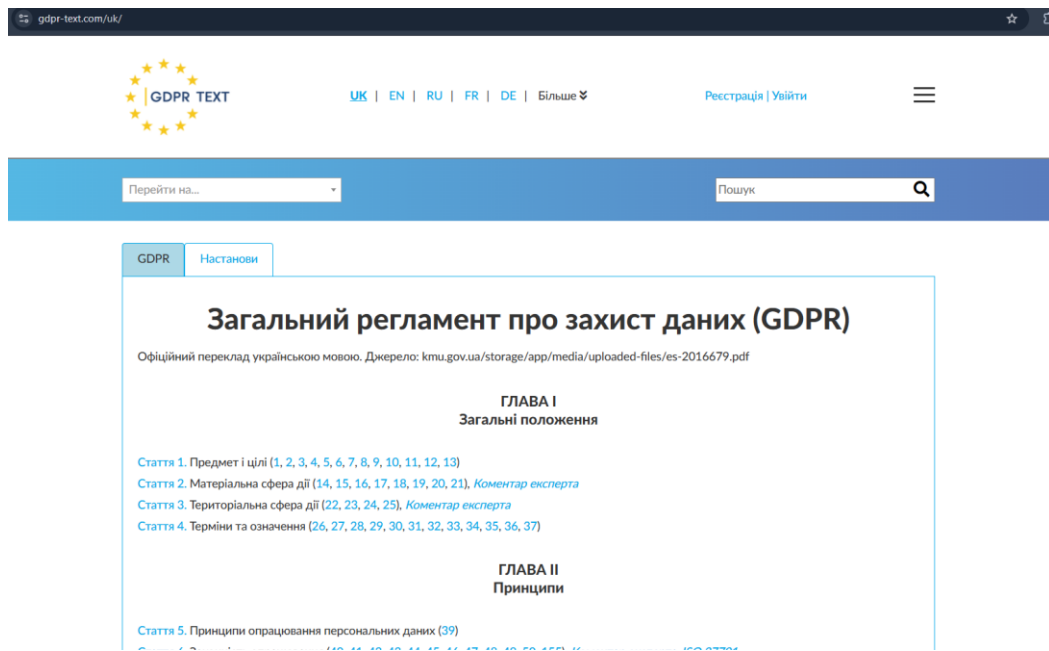 gdpr-text.com/uk/
GDPR TEXT
UK | EN | RU | FR | DE | Більше
Реєстрація | Увійти
Перейти на...
Пошук
GDPR
Настанови
Загальний регламент про захист даних (GDPR)
Офіційний переклад українською мовою. Джерело: kmu.gov.ua/storage/app/media/uploaded-files/es-2016679.pdf
ГЛАВА I
Загальні положення
Стаття 1. Предмет і цілі (1, 2, 3, 4, 5, 6, 7, 8, 9, 10, 11, 12, 13)
Стаття 2. Матеріальна сфера дії (14, 15, 16, 17, 18, 19, 20, 21), Коментар експерта
Стаття 3. Територіальна сфера дії (22, 23, 24, 25), Коментар експерта
Стаття 4. Терміни та означення (26, 27, 28, 29, 30, 31, 32, 33, 34, 35, 36, 37)
ГЛАВА II
Принципи
Стаття 5. Принципи опрацювання персональних даних (39)